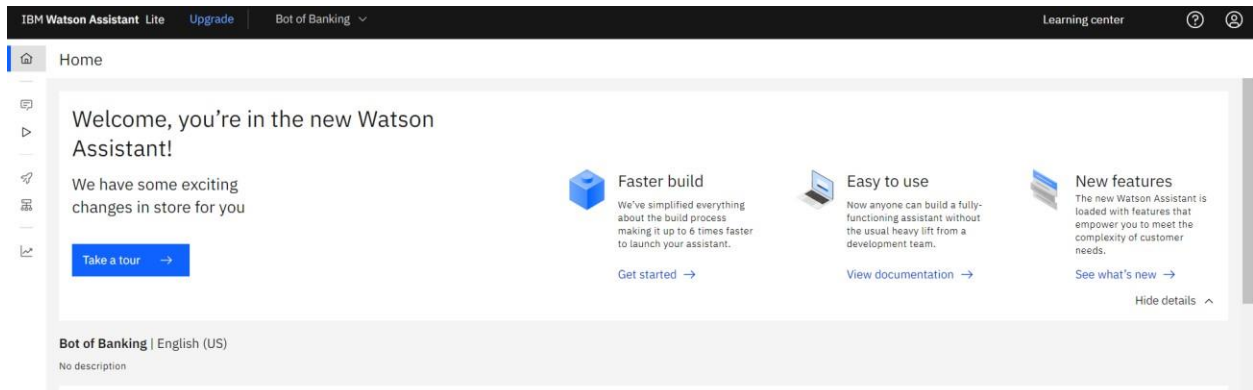 IBM Watson Assistant Lite Upgrade Bot of Banking Learning center
Home
Welcome, you're in the new Watson
Assistant!
We have some exciting
changes in store for you
Take a tour →
Faster build
We've simplified everything
about the build process
making it up to 6 times faster
to launch your assistant.
Get started →
Easy to use
Now anyone can build a fully-
functioning assistant without
the usual heavy lift from a
development team.
View documentation →
New features
The new Watson Assistant is
loaded with features that
empower you to meet the
complexity of customer
needs.
See what's new →
Hide details
Bot of Banking | English (US)
No description